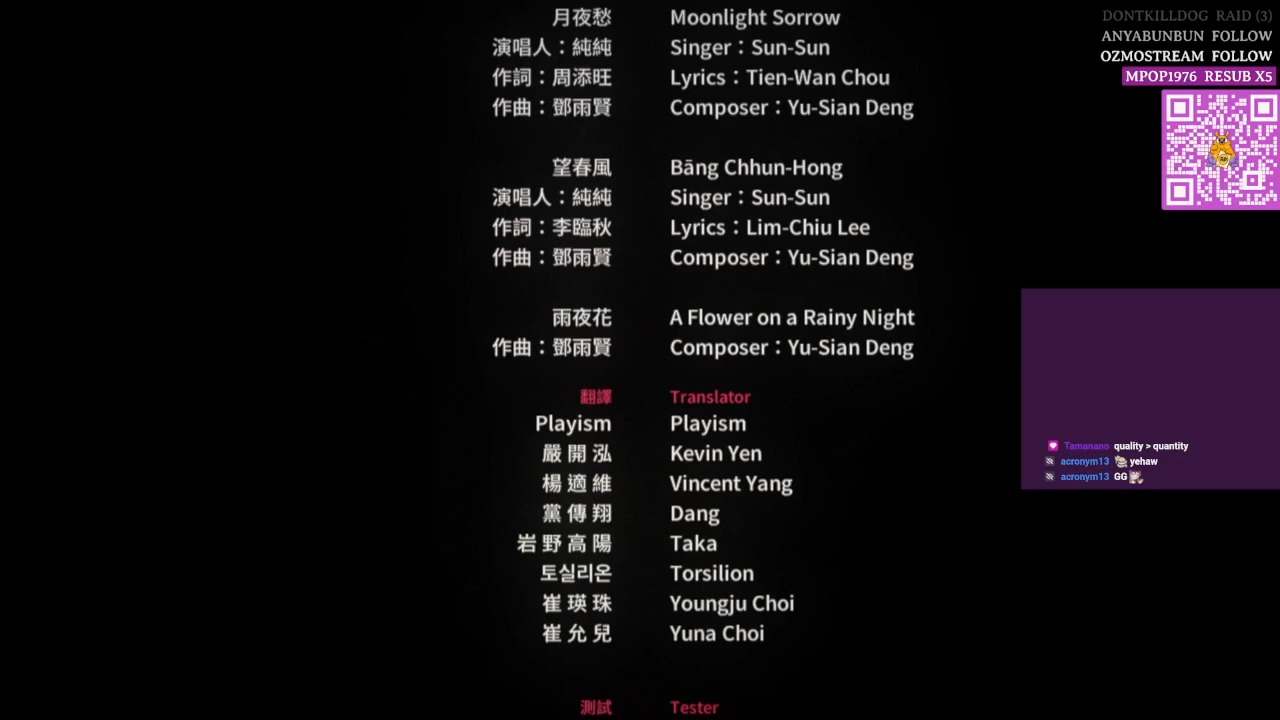 月夜愁 Moonlight Sorrow
演唱人：純純 Singer：Sun-Sun
作詞：周添旺 Lyrics：Tien-Wan Chou
作曲：鄧雨賢 Composer：Yu-Sian Deng
望春風 Bāng Chhun-Hong
演唱人：純純 Singer：Sun-Sun
作詞：李臨秋 Lyrics：Lim-Chiu Lee
作曲：鄧雨賢 Composer：Yu-Sian Deng
雨夜花 A Flower on a Rainy Night
作曲：鄧雨賢 Composer：Yu-Sian Deng
翻譯 Translator
Playism Playism
嚴開泓 Kevin Yen
楊適維 Vincent Yang
黨傳翔 Dang
岩野高陽 Taka
토실리온 Torsilion
崔瑛珠 Youngju Choi
崔允兒 Yuna Choi
測試 Tester
DONTKILLDOG RAID (3)
ANYABUNBUN FOLLOW
OZMOSTREAM FOLLOW
MPOP1976 RESUB X5
Tamanano quality > quantity
acronym13 yehaw
acronym13 GG